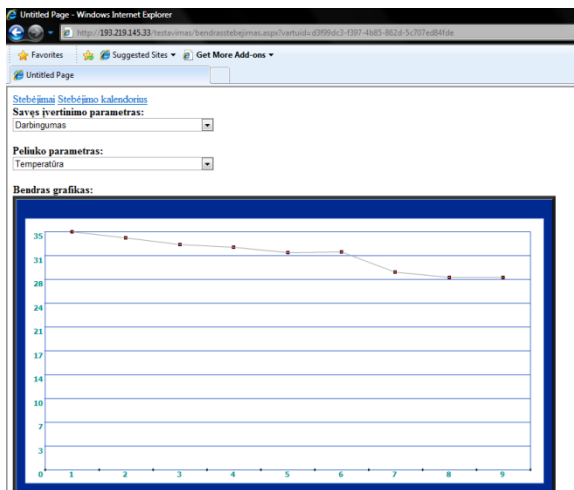 Untitled Page - Windows Internet Explorer
http://193.219.145.33/testavimas/bendrasstebejimas.aspx?vartuid=d3f99dc3-f397-4b85-862d-5c707ed84fde
Favorites Suggested Sites Get More Add-ons
Untitled Page
Stebėjimai Stebėjimo kalendorius
Savęs įvertinimo parametras:
Darbingumas
Peliuko parametras:
Temperatūra
Bendras grafikas:
35
31
28
24
21
17
14
10
7
3
0 1 2 3 4 5 6 7 8 9